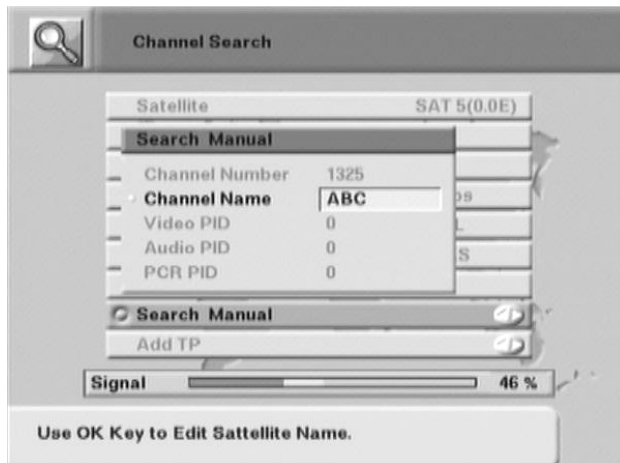 Channel Search
Satellite SAT 5(0.0E)
Search Manual
Channel Number 1325
Channel Name ABC
Video PID 0
Audio PID 0
PCR PID 0
Search Manual
Add TP
Signal 46 %
Use OK Key to Edit Sattellite Name.